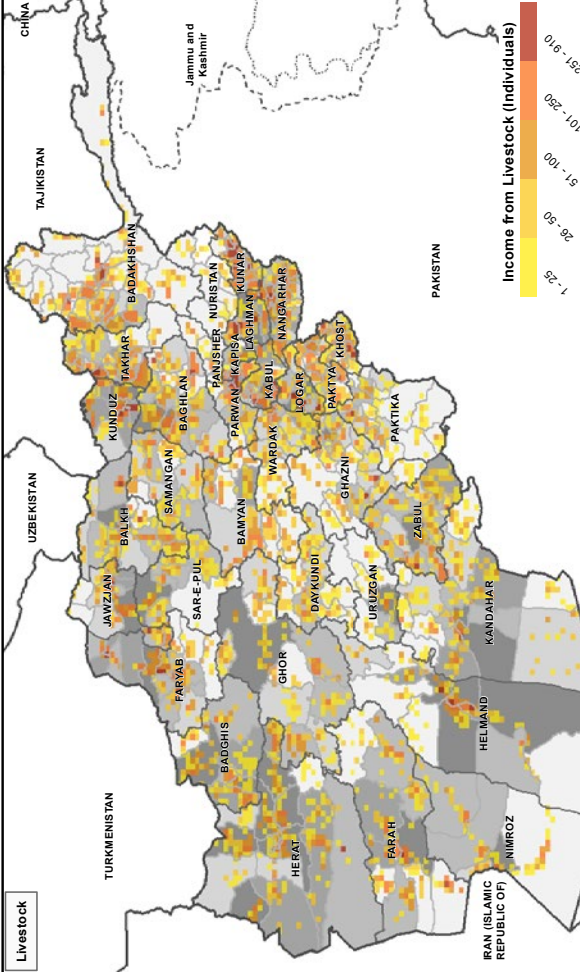 Livestock
CHINA
TAJIKISTAN
UZBEKISTAN
TURKMENISTAN
Jammu and
Kashmir
PAKISTAN
IRAN (ISLAMIC
REPUBLIC OF)
BADAKHSHAN
TAKHAR
KUNDUZ
BAGHLAN
BALKH
SAMANGAN
JAWZJAN
SAR-E-PUL
FARYAB
BADGHIS
HERAT
GHOR
BAMYAN
PARWAN
PANJSHER
NURISTAN
KAPISA
LAGHMAN
KUNAR
KABUL
NANGARHAR
WARDAK
LOGAR
PAKTYA
KHOST
DAYKUNDI
GHAZNI
PAKTIKA
URUZGAN
ZABUL
FARAH
HELMAND
KANDAHAR
NIMROZ
Income from Livestock (Individuals)
1 - 25
26 - 50
51 - 100
101 - 250
251 - 910